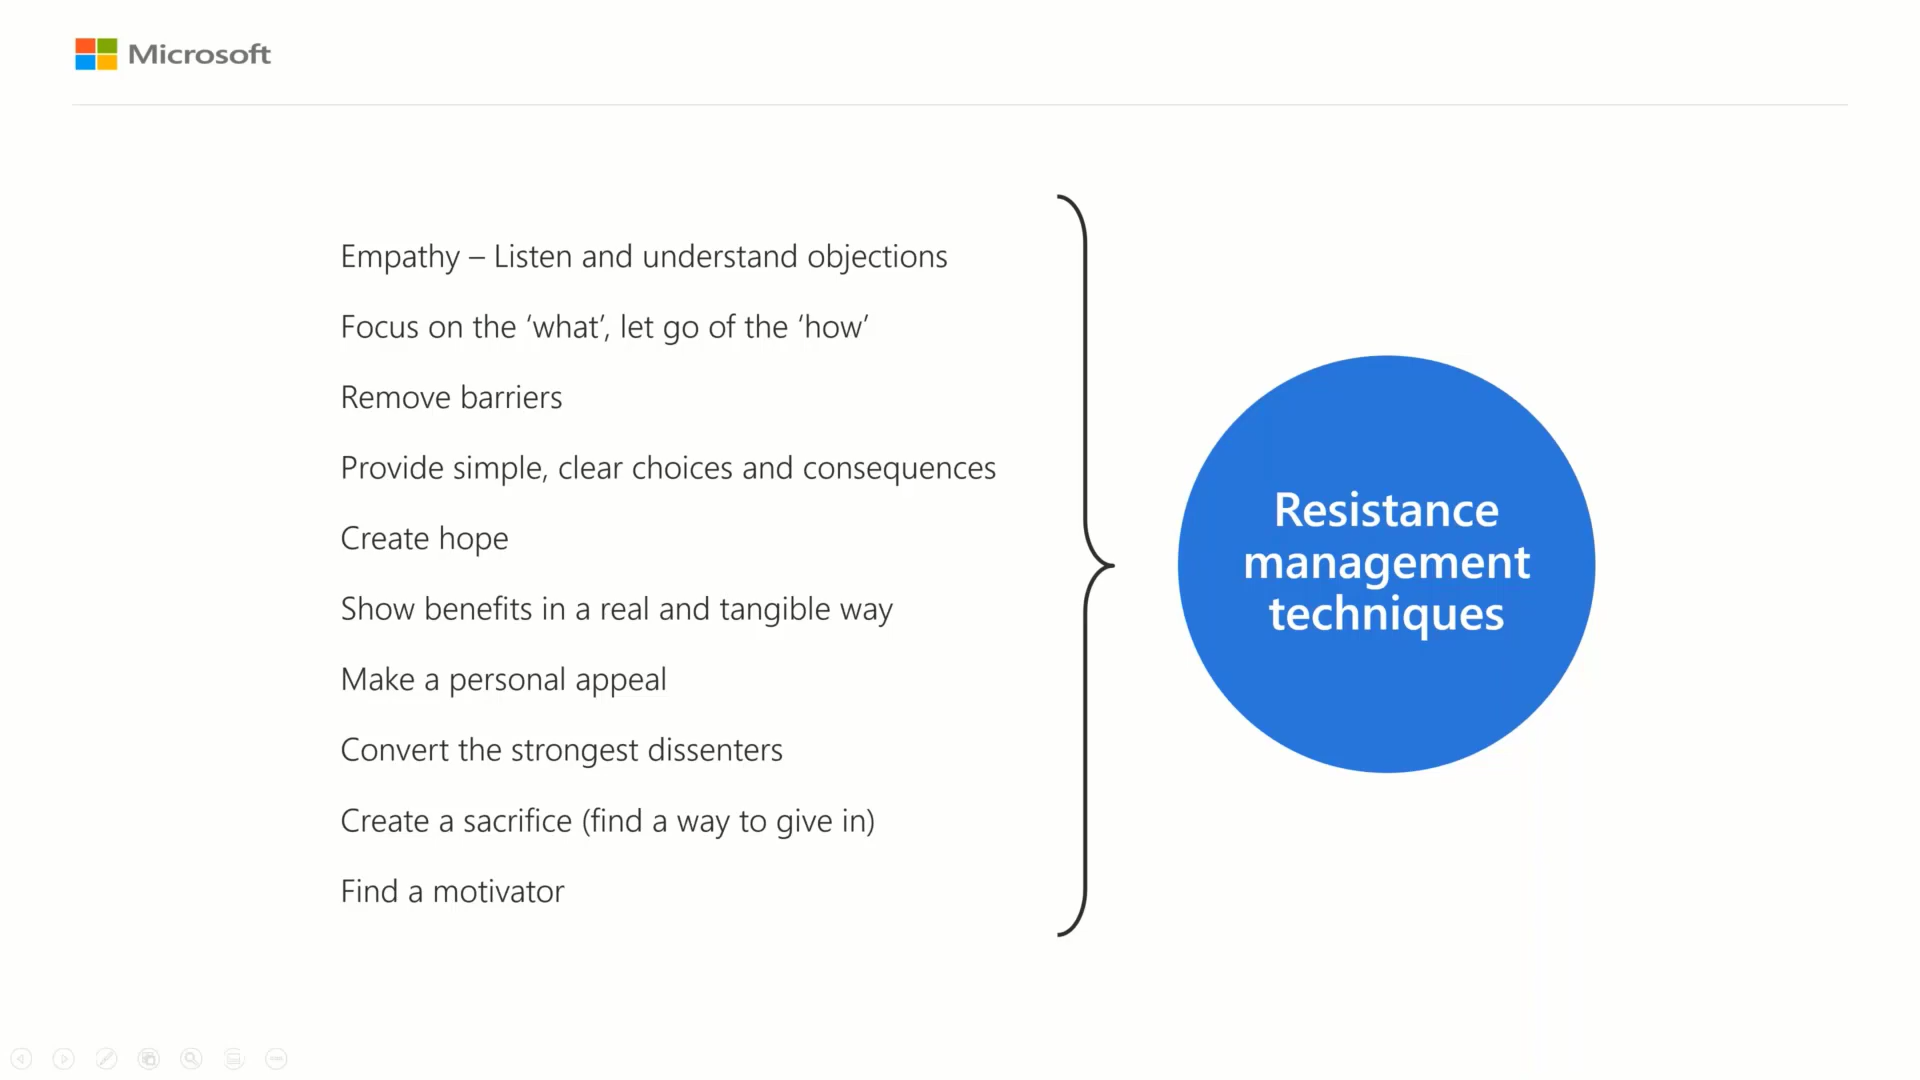 Microsoft
Empathy – Listen and understand objections
Focus on the ‘what’, let go of the ‘how’
Remove barriers
Provide simple, clear choices and consequences
Create hope
Show benefits in a real and tangible way
Make a personal appeal
Convert the strongest dissenters
Create a sacrifice (find a way to give in)
Find a motivator
Resistance
management
techniques